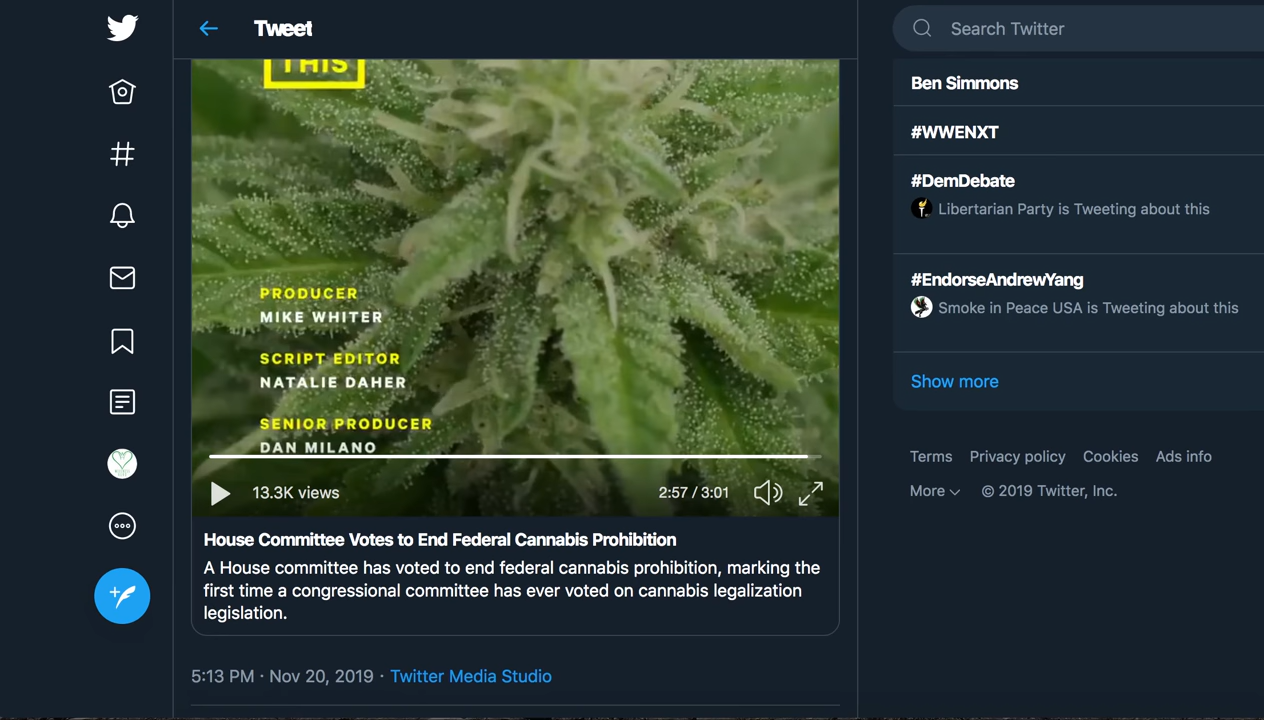 Tweet
Search Twitter
THIS
PRODUCER
MIKE WHITER
SCRIPT EDITOR
NATALIE DAHER
SENIOR PRODUCER
DAN MILANO
13.3K views
2:57 / 3:01
House Committee Votes to End Federal Cannabis Prohibition
A House committee has voted to end federal cannabis prohibition, marking the
first time a congressional committee has ever voted on cannabis legalization
legislation.
5:13 PM · Nov 20, 2019 · Twitter Media Studio
Ben Simmons
#WWENXT
#DemDebate
Libertarian Party is Tweeting about this
#EndorseAndrewYang
Smoke in Peace USA is Tweeting about this
Show more
Terms Privacy policy Cookies Ads info
More © 2019 Twitter, Inc.